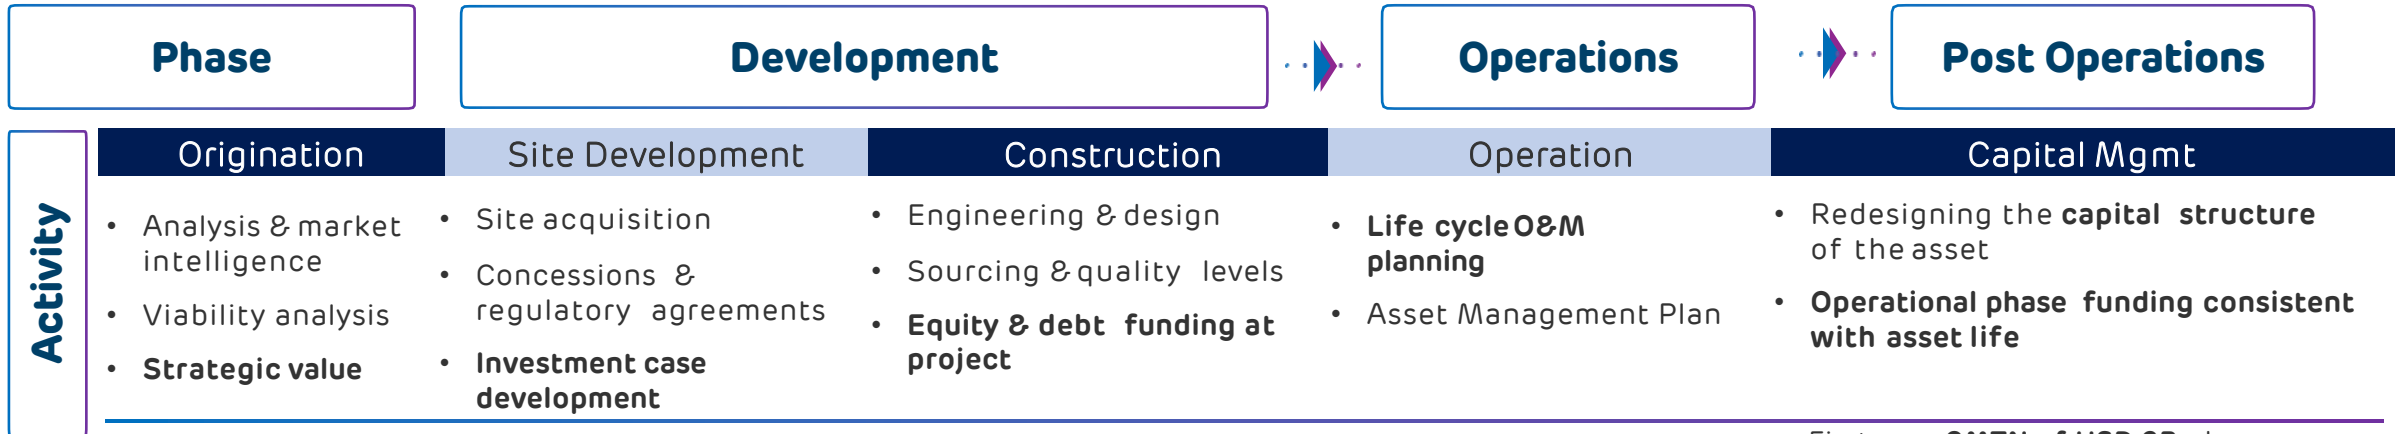 Phase
Development
Operations
Post Operations
Activity
Origination
Site Development
Construction
Operation
Capital Mgmt
• Analysis & market
intelligence
• Viability analysis
• Strategic value
• Site acquisition
• Concessions &
regulatory agreements
• Investment case
development
• Engineering & design
• Sourcing & quality levels
• Equity & debt funding at
project
• Life cycle O&M
planning
• Asset Management Plan
• Redesigning the capital structure
of the asset
• Operational phase funding consistent
with asset life